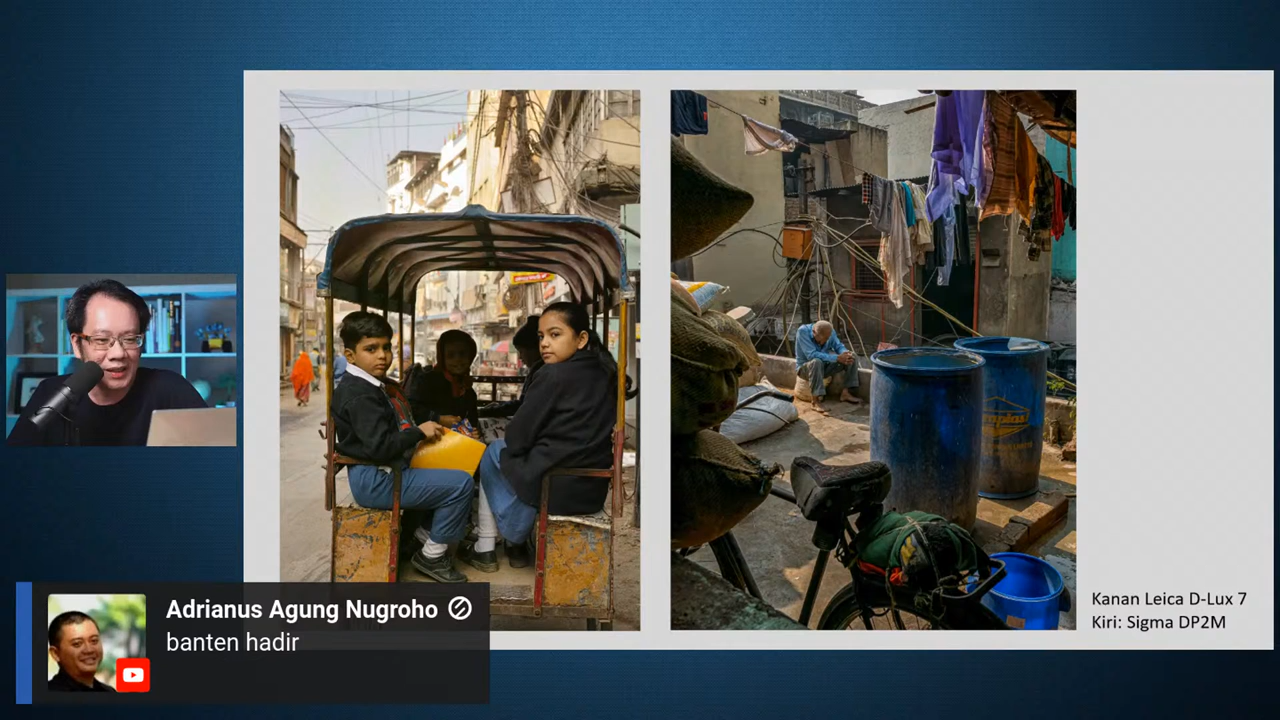 Kanan Leica D-Lux 7
Kiri: Sigma DP2M
Adrianus Agung Nugroho
banten hadir